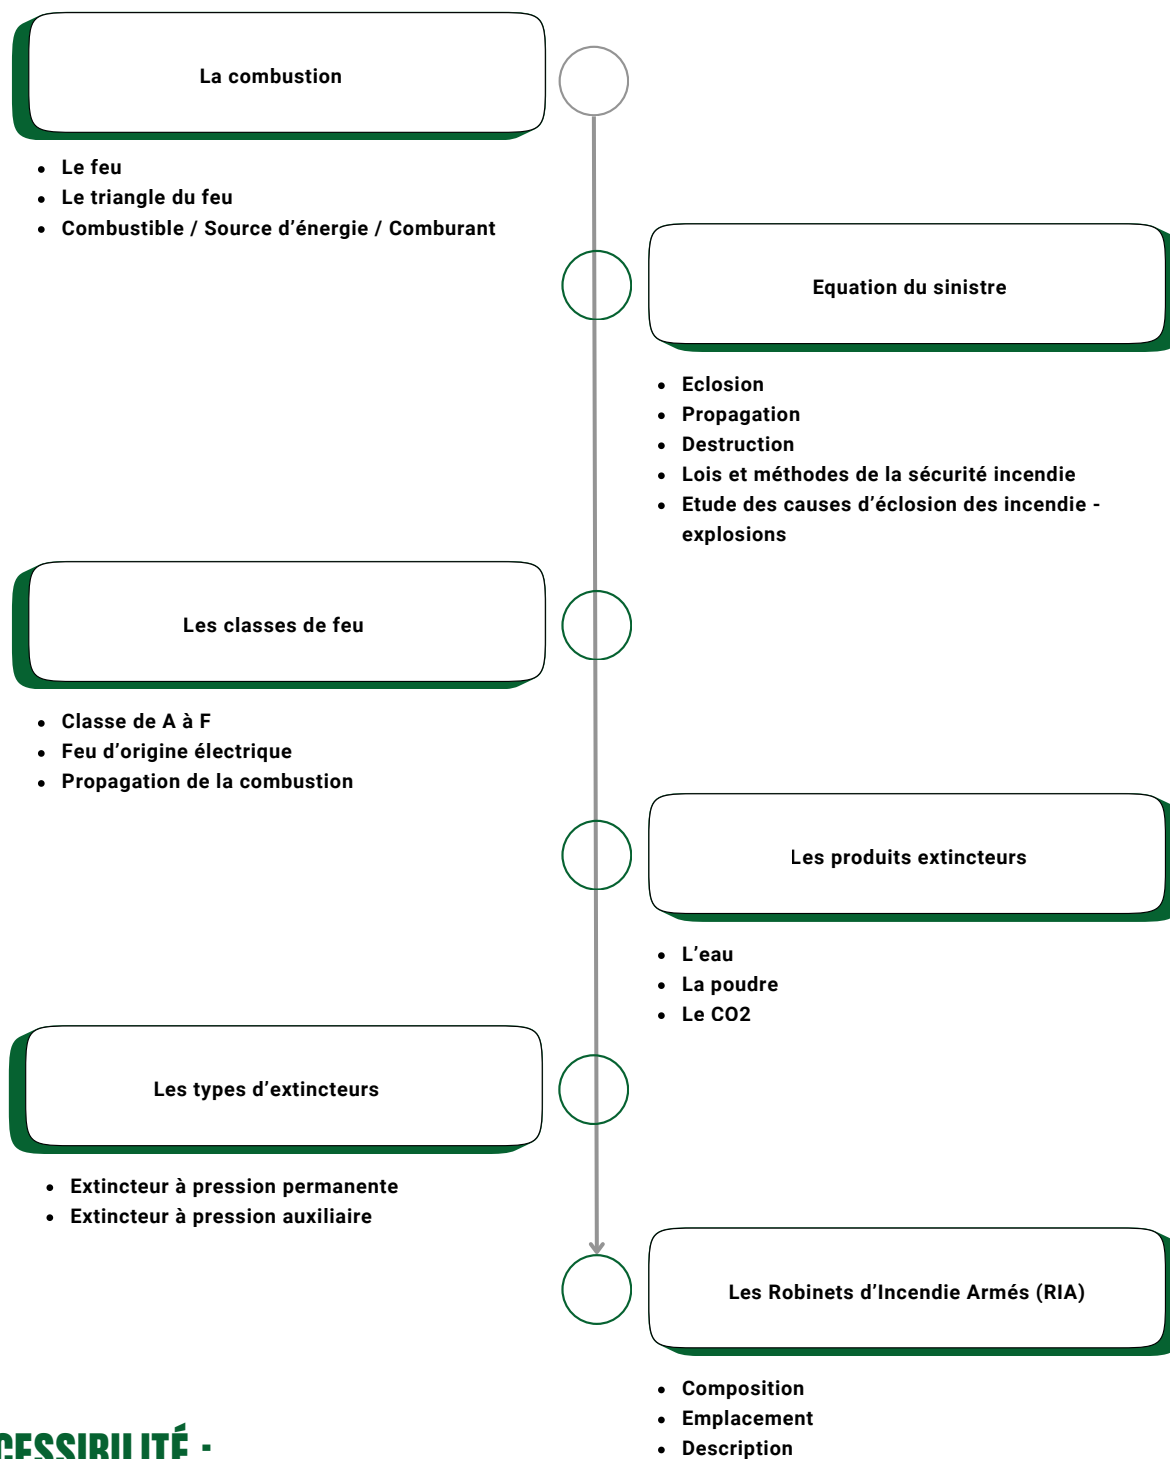 La combustion
Le feu
Le triangle du feu
Combustible / Source d’énergie / Comburant
Equation du sinistre
Eclosion
Propagation
Destruction
Lois et méthodes de la sécurité incendie
Etude des causes d’éclosion des incendie -
explosions
Les classes de feu
Classe de A à F
Feu d’origine électrique
Propagation de la combustion
Les produits extincteurs
L’eau
La poudre
Le CO2
Les types d’extincteurs
Extincteur à pression permanente
Extincteur à pression auxiliaire
Les Robinets d’Incendie Armés (RIA)
Composition
Emplacement
Description
CESSIBILITÉ -